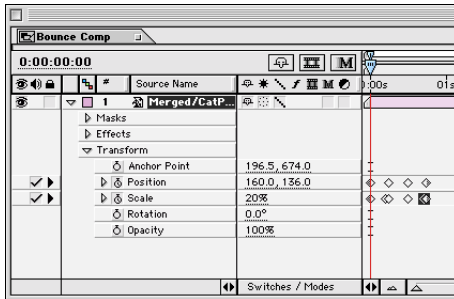 Bounce Comp
0:00:00:00 M
# Source Name M :00s 01s
1 Merged/CatP...
Masks
Effects
Transform
Anchor Point 196.5, 674.0
Position 160.0, 136.0
Scale 20%
Rotation 0.0°
Opacity 100%
Switches / Modes